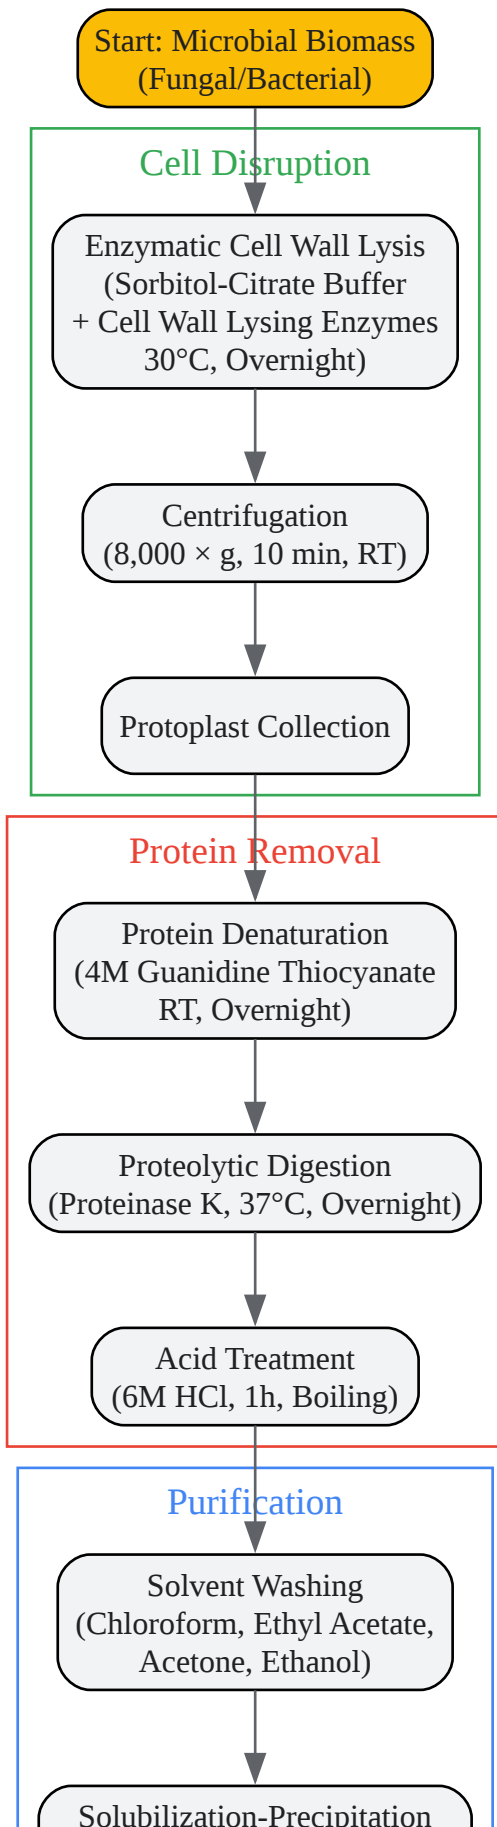 Start: Microbial Biomass
(Fungal/Bacterial)
Cell Disruption
Enzymatic Cell Wall Lysis
(Sorbitol-Citrate Buffer
+ Cell Wall Lysing Enzymes
30°C, Overnight)
Centrifugation
(8,000 × g, 10 min, RT)
Protoplast Collection
Protein Removal
Protein Denaturation
(4M Guanidine Thiocyanate
RT, Overnight)
Proteolytic Digestion
(Proteinase K, 37°C, Overnight)
Acid Treatment
(6M HCl, 1h, Boiling)
Purification
Solvent Washing
(Chloroform, Ethyl Acetate,
Acetone, Ethanol)
Solubilization-Precipitation